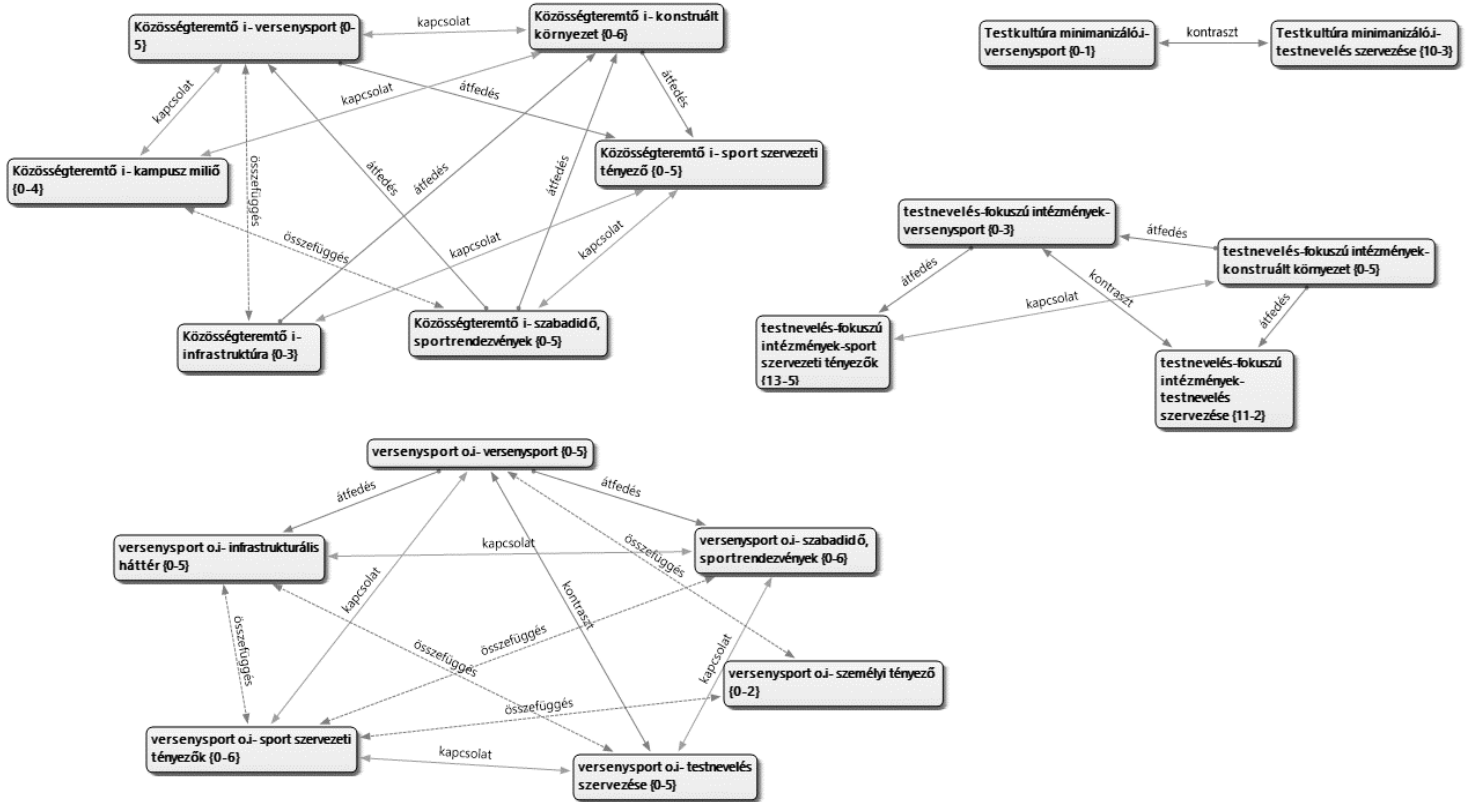 Közösségteremtő i- versenysport {0-
5}
kapcsolat
Közösségteremtő i- konstruált
környezet {0-6}
kapcsolat
kapcsolat
átfedés
átfedés
összefüggés
Közösségteremtő i- kampusz miliő
{0-4}
Közösségteremtő i- sport szervezeti
tényező {0-5}
átfedés
átfedés
átfedés
összefüggés
kapcsolat
kapcsolat
Közösségteremtő i-
infrastruktúra {0-3}
Közösségteremtő i- szabadidő,
sportrendezvények {0-5}
Testkultúra minimanizáló.i-
versenysport {0-1}
kontraszt
Testkultúra minimanizáló.i-
testnevelés szervezése {10-3}
testnevelés-fokuszú intézmények-
versenysport {0-3}
átfedés
testnevelés-fokuszú intézmények-
konstruált környezet {0-5}
átfedés
kontraszt
kapcsolat
átfedés
testnevelés-fokuszú
intézmények-sport
szervezeti tényezők
{13-5}
testnevelés-fokuszú
intézmények-
testnevelés
szervezése {11-2}
versenysport o.i- versenysport {0-5}
átfedés
átfedés
versenysport o.i- infrastrukturális
háttér {0-5}
kapcsolat
versenysport o.i- szabadidő,
sportrendezvények {0-6}
összefüggés
kapcsolat
kontraszt
összefüggés
összefüggés
összefüggés
kapcsolat
versenysport o.i- személyi tényező
{0-2}
összefüggés
versenysport o.i- sport szervezeti
tényezők {0-6}
kapcsolat
versenysport o.i- testnevelés
szervezése {0-5}